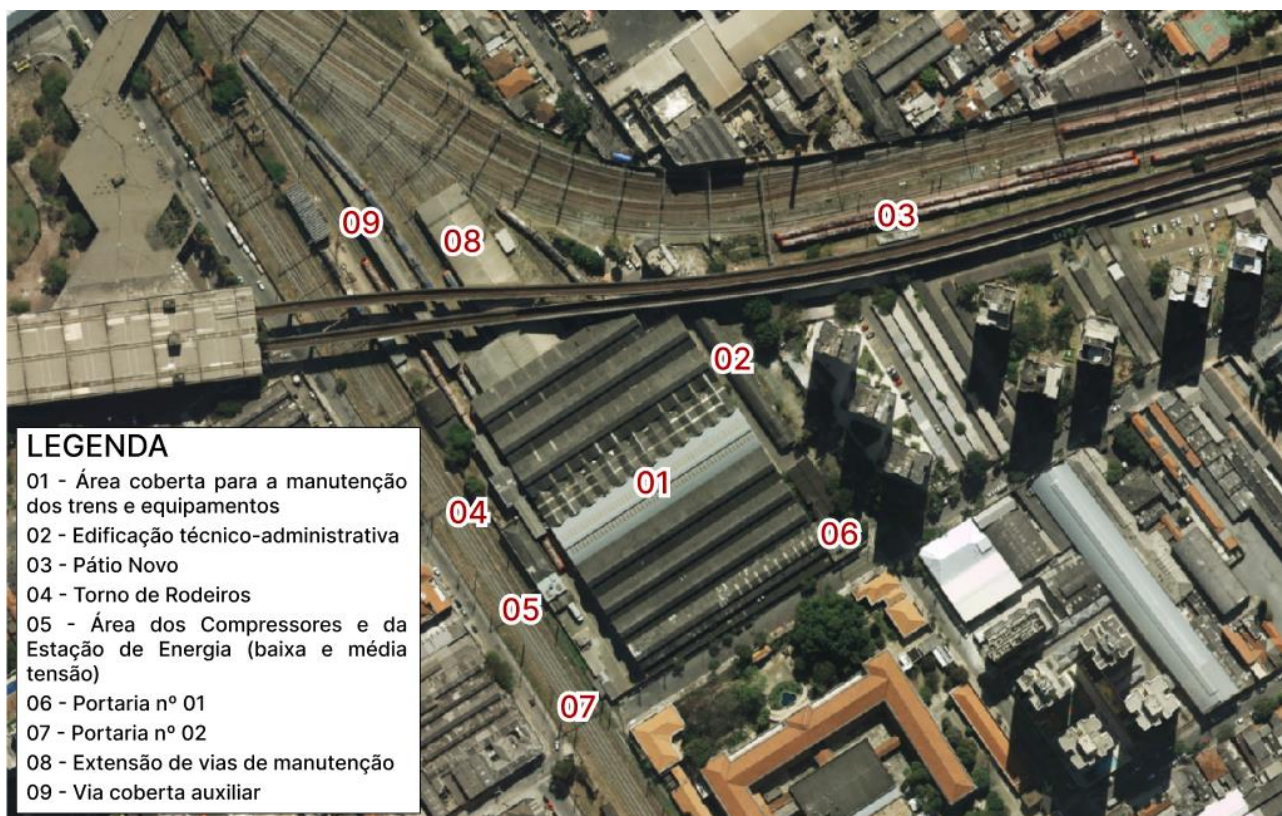 03
09
08
02
01
04
06
05
07
LEGENDA
01 - Área coberta para a manutenção
dos trens e equipamentos
02 - Edificação técnico-administrativa
03 - Pátio Novo
04 - Torno de Rodeiros
05 - Área dos Compressores e da
Estação de Energia (baixa e média
tensão)
06 - Portaria nº 01
07 - Portaria nº 02
08 - Extensão de vias de manutenção
09 - Via coberta auxiliar